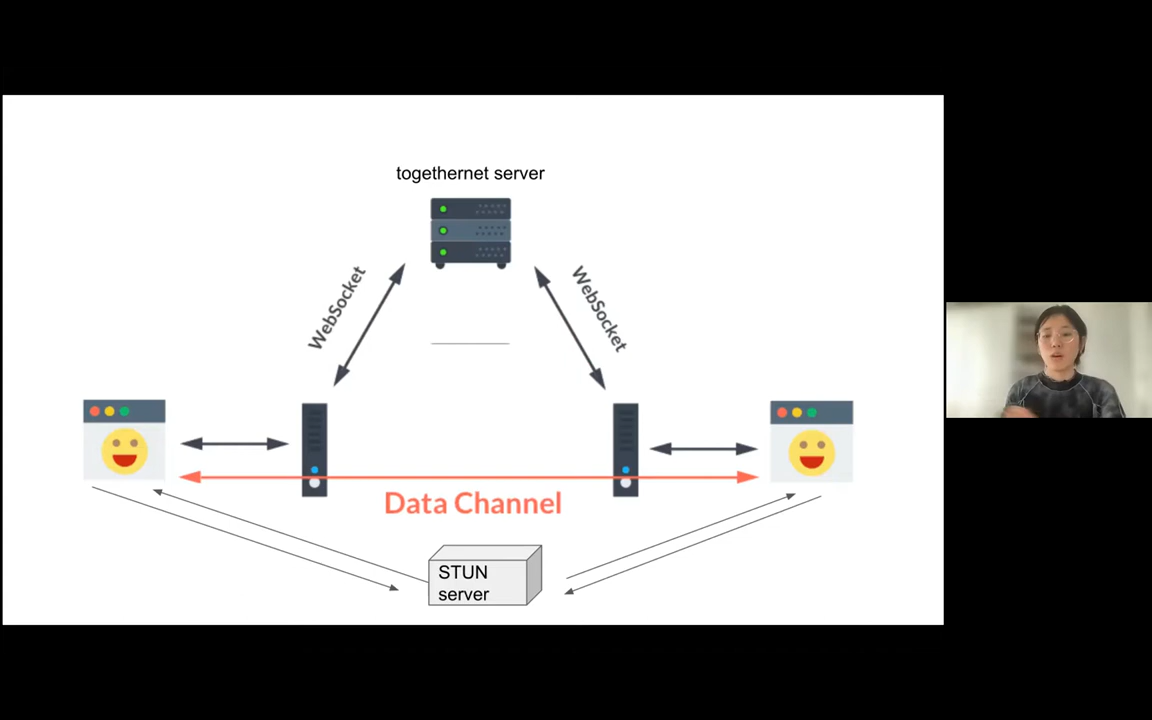 togethernet server
WebSocket
WebSocket
Data Channel
STUN
server